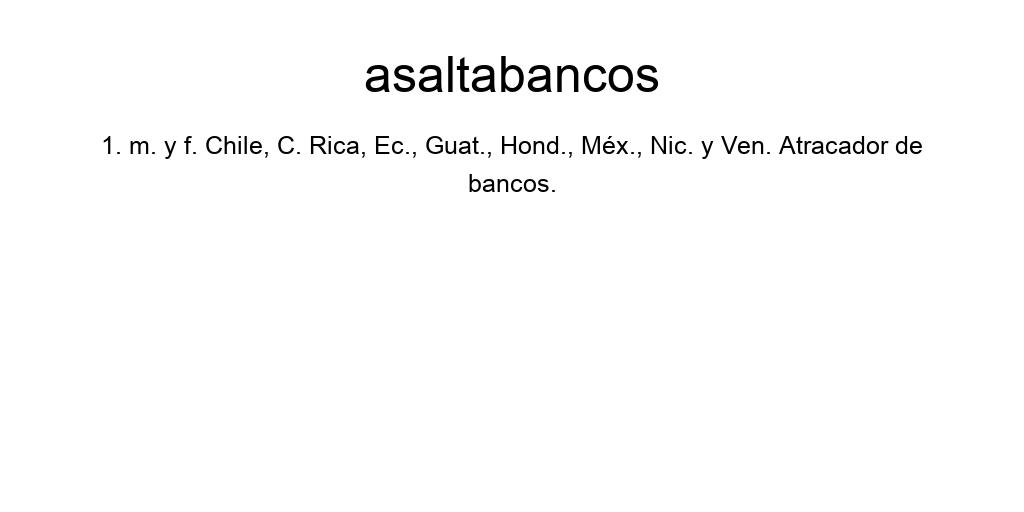 asaltabancos
1. m. y f. Chile, C. Rica, Ec., Guat., Hond., Méx., Nic. y Ven. Atracador de
bancos.